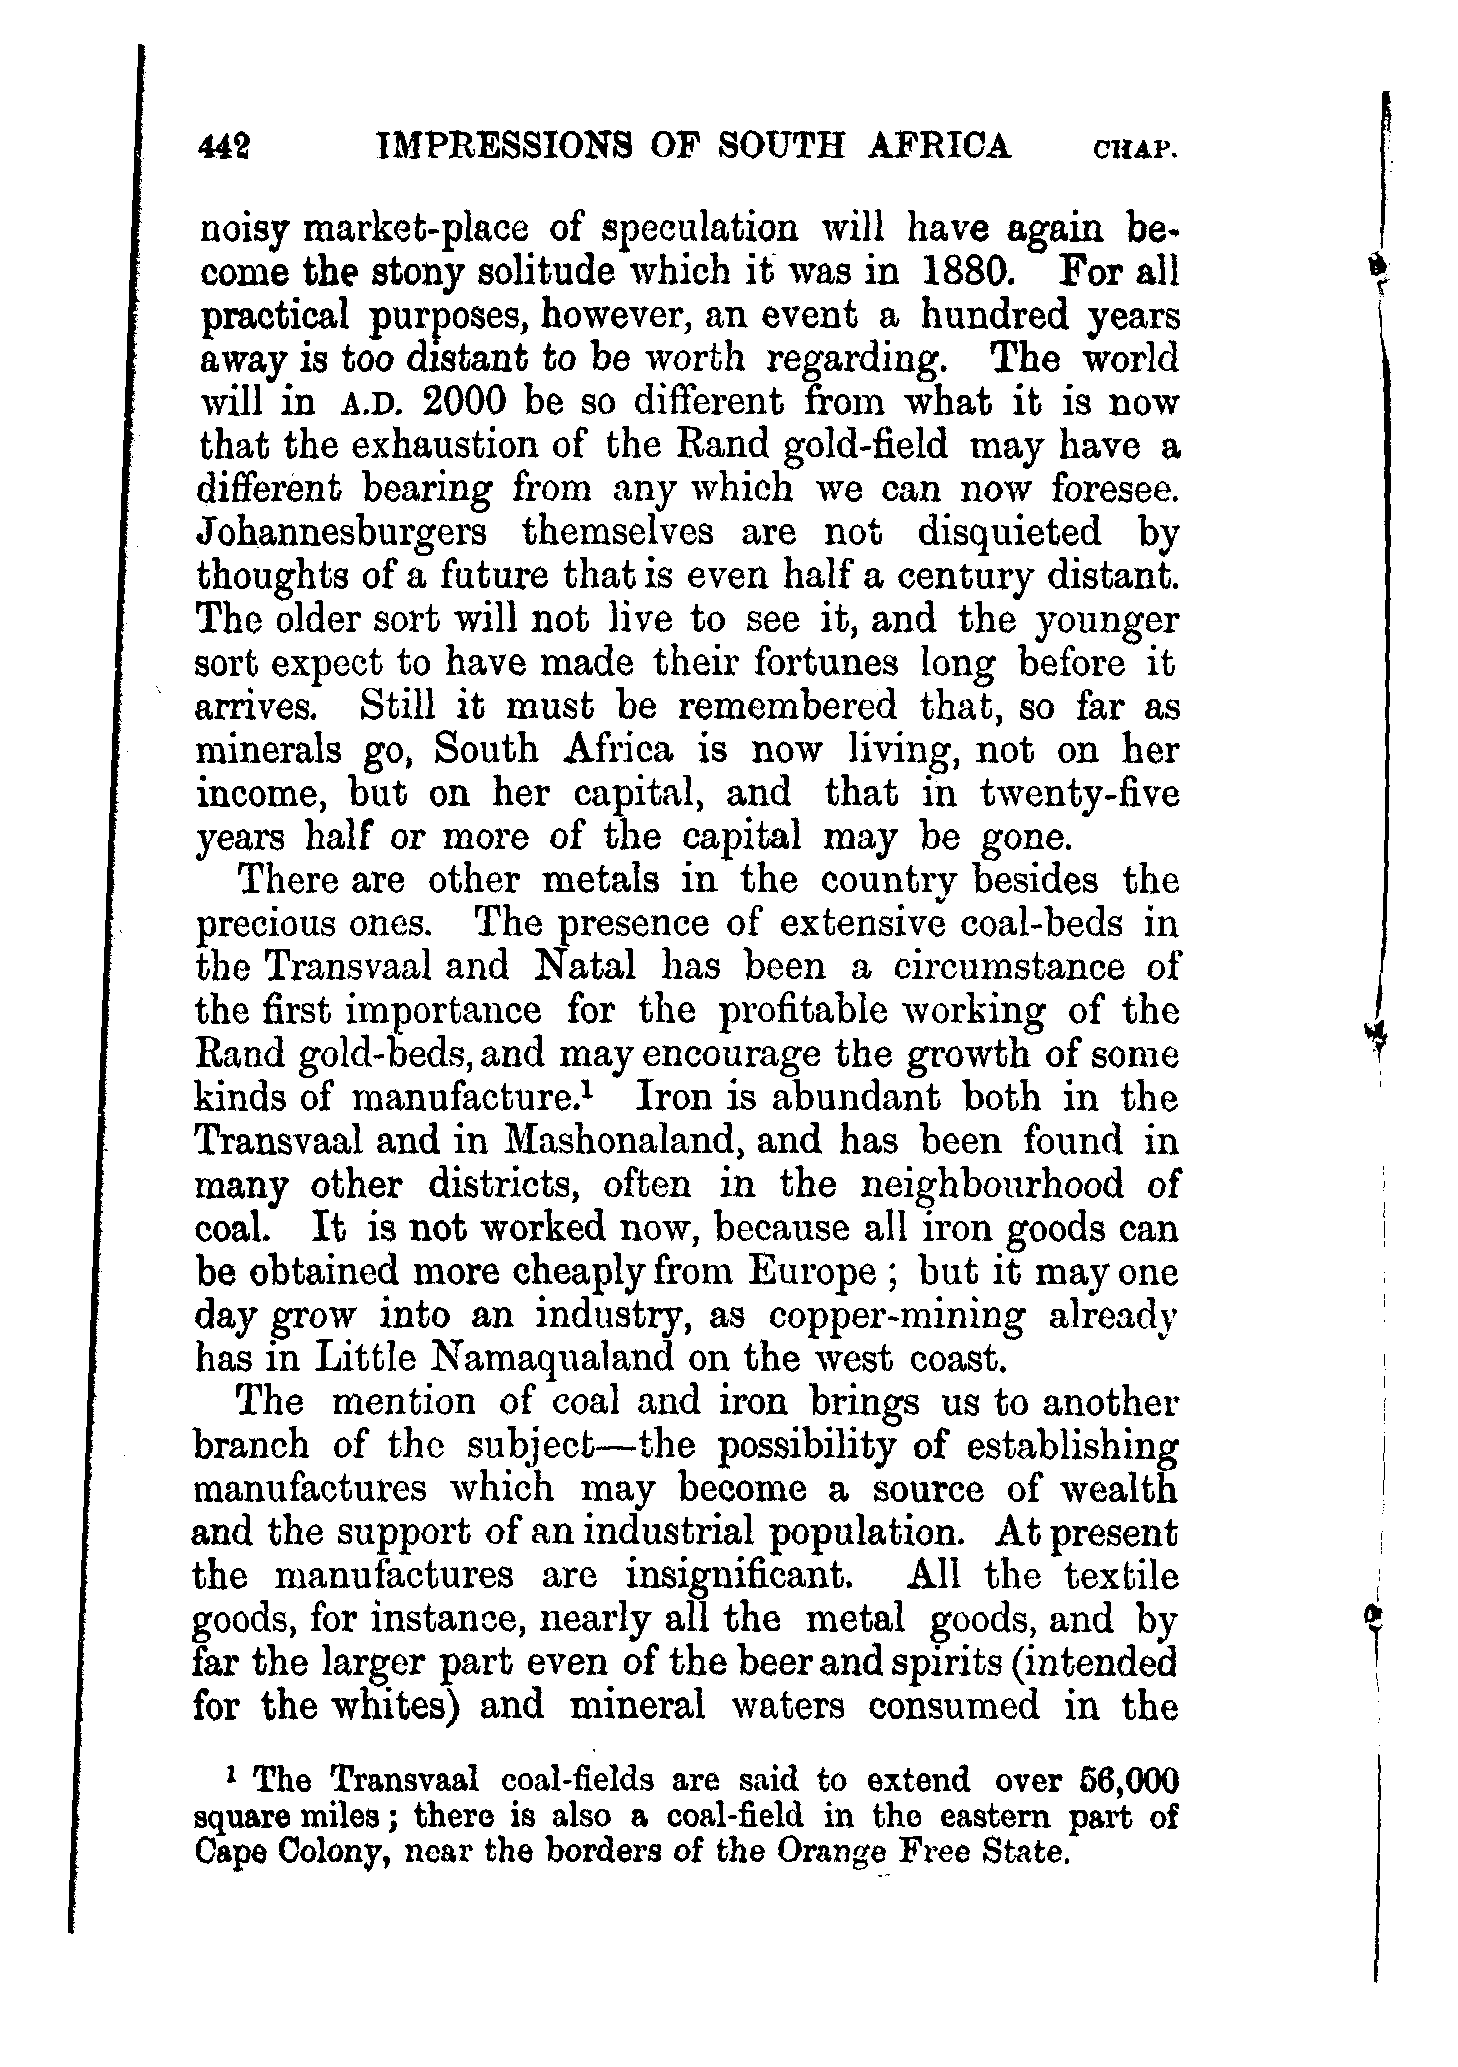 442 IMPRESSIONS OF SOUTH AFRICA CHAP.
noisy market-place of speculation will have again be-
come the stony solitude which it was in 1880. For all
practical purposes, however, an event a hundred years
away is too distant to be worth regarding. The world
will in A.D. 2000 be so different from what it is now
that the exhaustion of the Rand gold-field may have a
different bearing from any which we can now foresee.
Johannesburgers themselves are not disquieted by
thoughts of a future that is even half a century distant.
The older sort will not live to see it, and the younger
sort expect to have made their fortunes long before it
arrives. Still it must be remembered that, so far as
minerals go, South Africa is now living, not on her
income, but on her capital, and that in twenty-five
years half or more of the capital may be gone.
There are other metals in the country besides the
precious ones. The presence of extensive coal-beds in
the Transvaal and Natal has been a circumstance of
the first importance for the profitable working of the
Rand gold-beds, and may encourage the growth of some
kinds of manufacture.¹ Iron is abundant both in the
Transvaal and in Mashonaland, and has been found in
many other districts, often in the neighbourhood of
coal. It is not worked now, because all iron goods can
be obtained more cheaply from Europe ; but it may one
day grow into an industry, as copper-mining already
has in Little Namaqualand on the west coast.
The mention of coal and iron brings us to another
branch of the subject—the possibility of establishing
manufactures which may become a source of wealth
and the support of an industrial population. At present
the manufactures are insignificant. All the textile
goods, for instance, nearly all the metal goods, and by
far the larger part even of the beer and spirits (intended
for the whites) and mineral waters consumed in the
¹ The Transvaal coal-fields are said to extend over 56,000
square miles ; there is also a coal-field in the eastern part of
Cape Colony, near the borders of the Orange Free State.